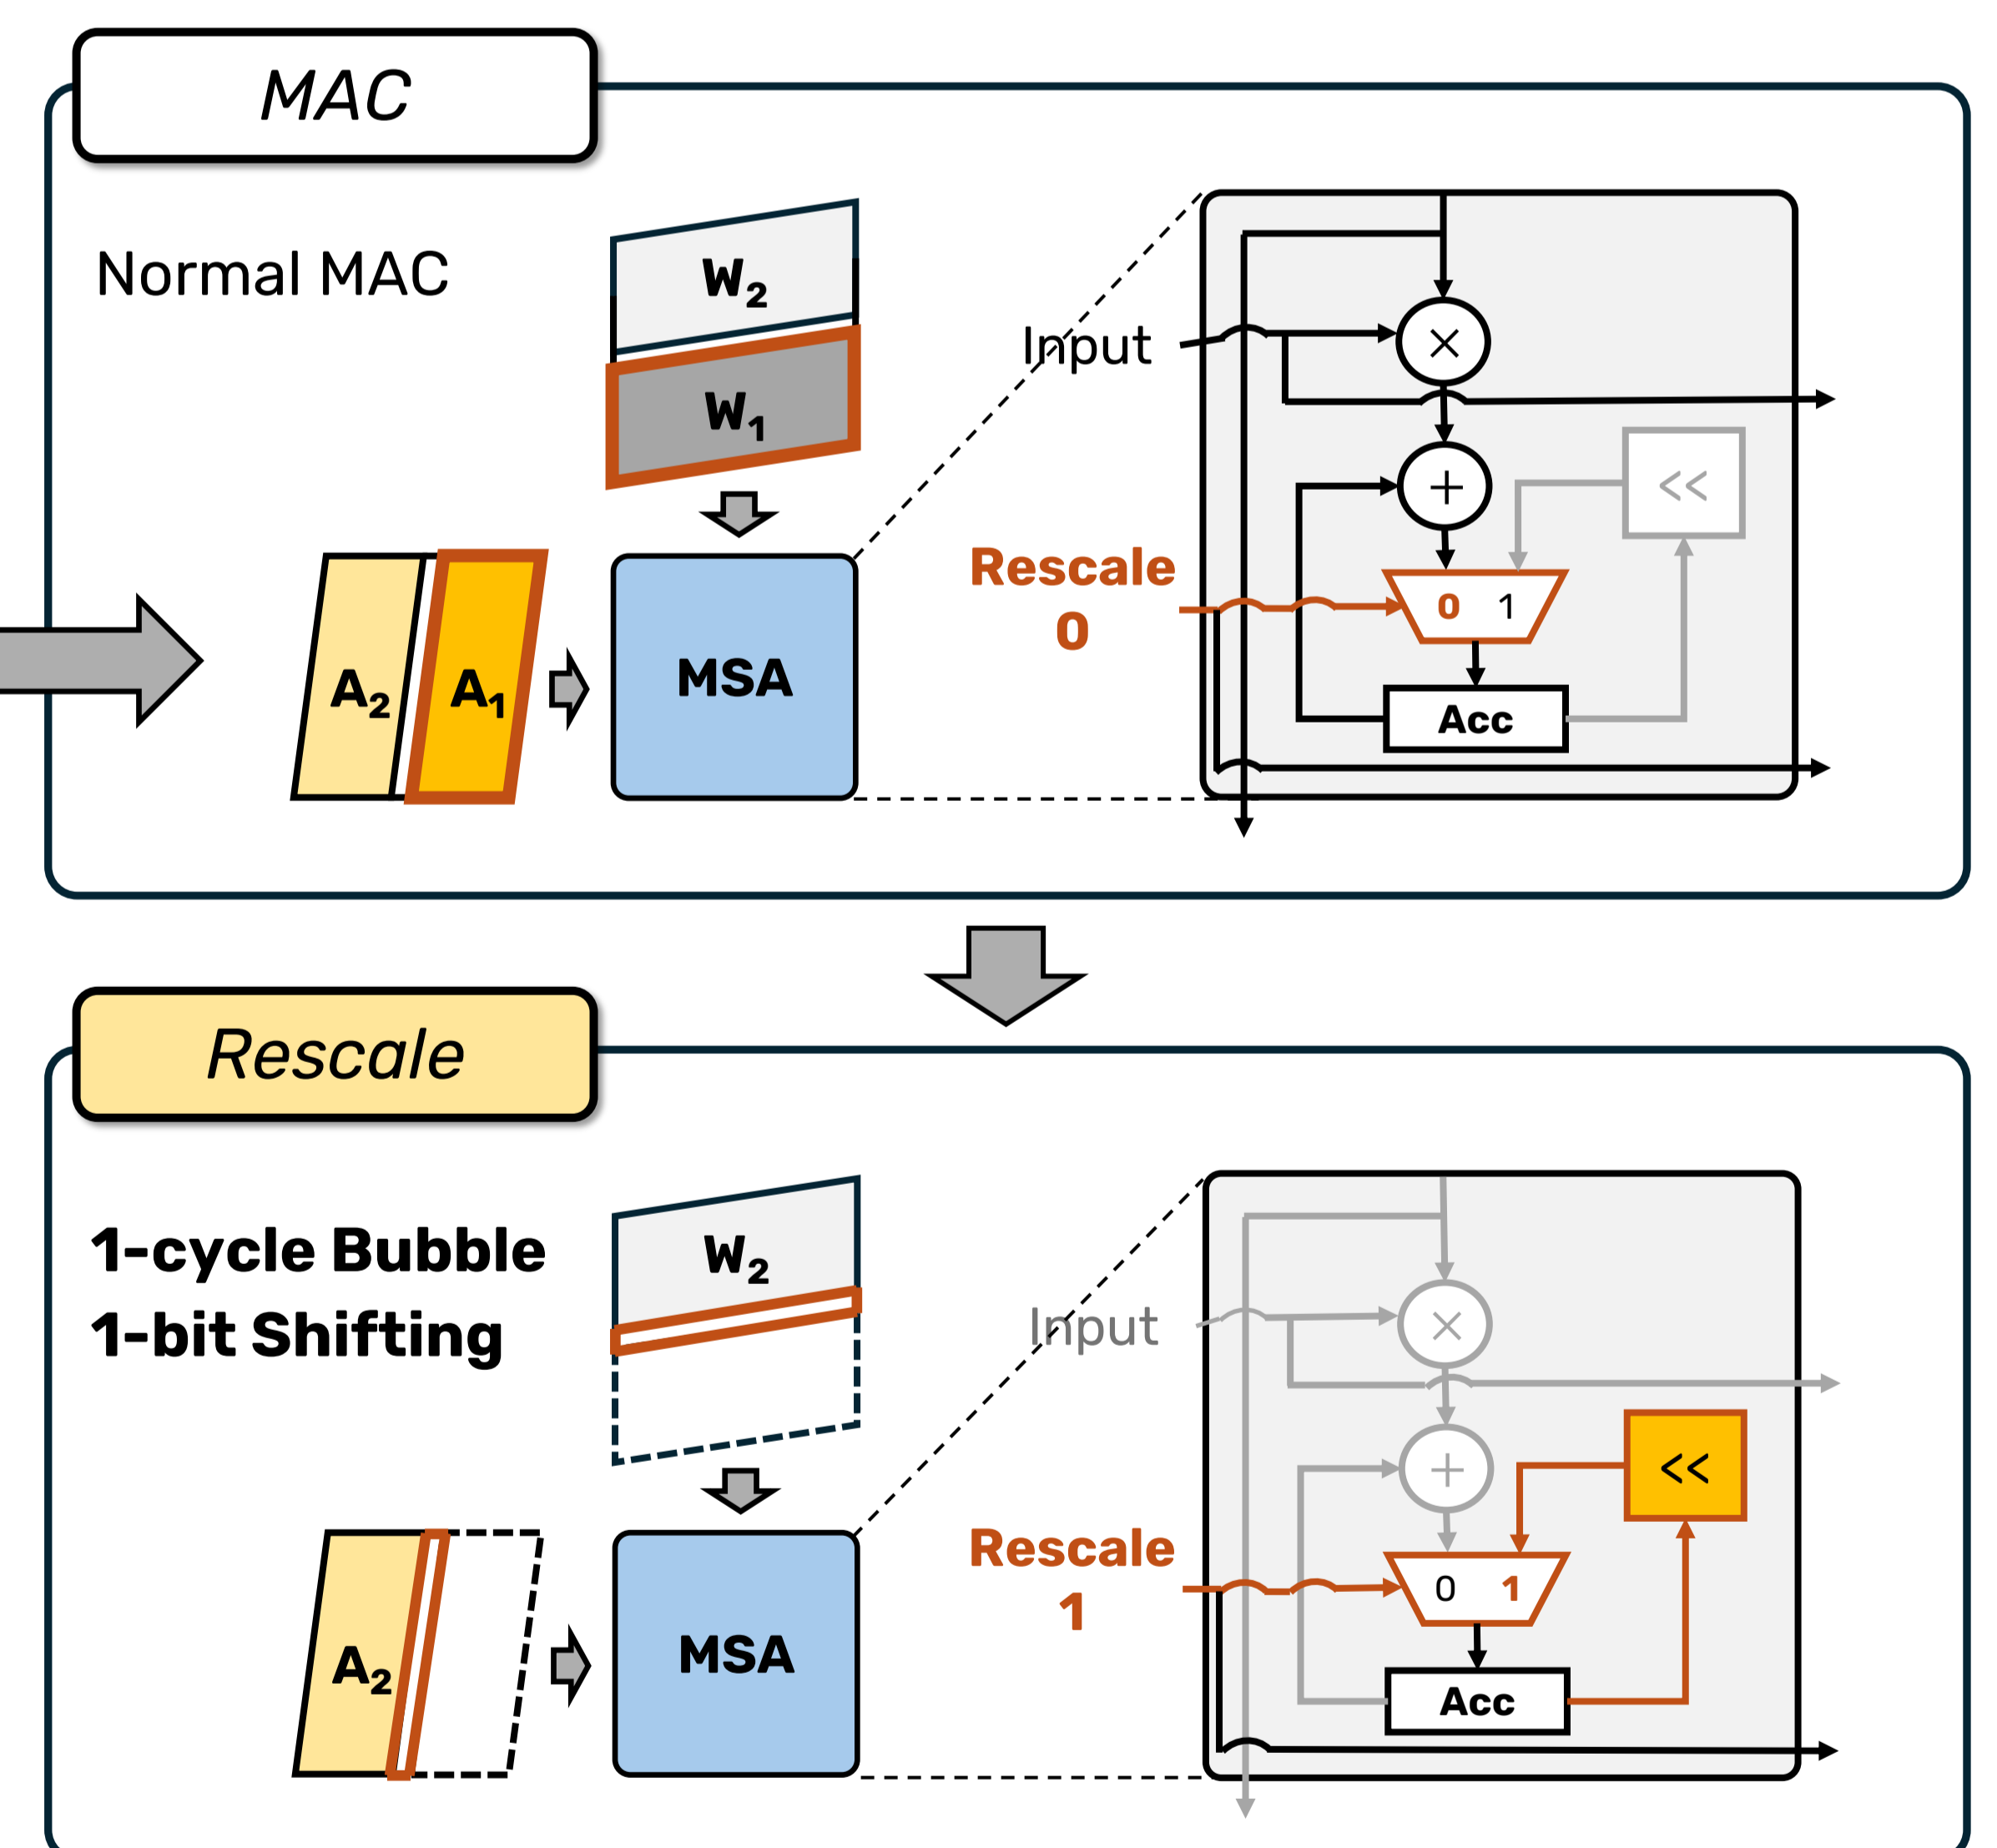 MAC
Normal MAC
W2
W1
Input
×
+
<<
Rescale
0
0 1
A2 A1
MSA
Acc
Rescale
1-cycle Bubble
1-bit Shifting
W2
Input
×
+
<<
Rescale
1
0 1
A2
MSA
Acc